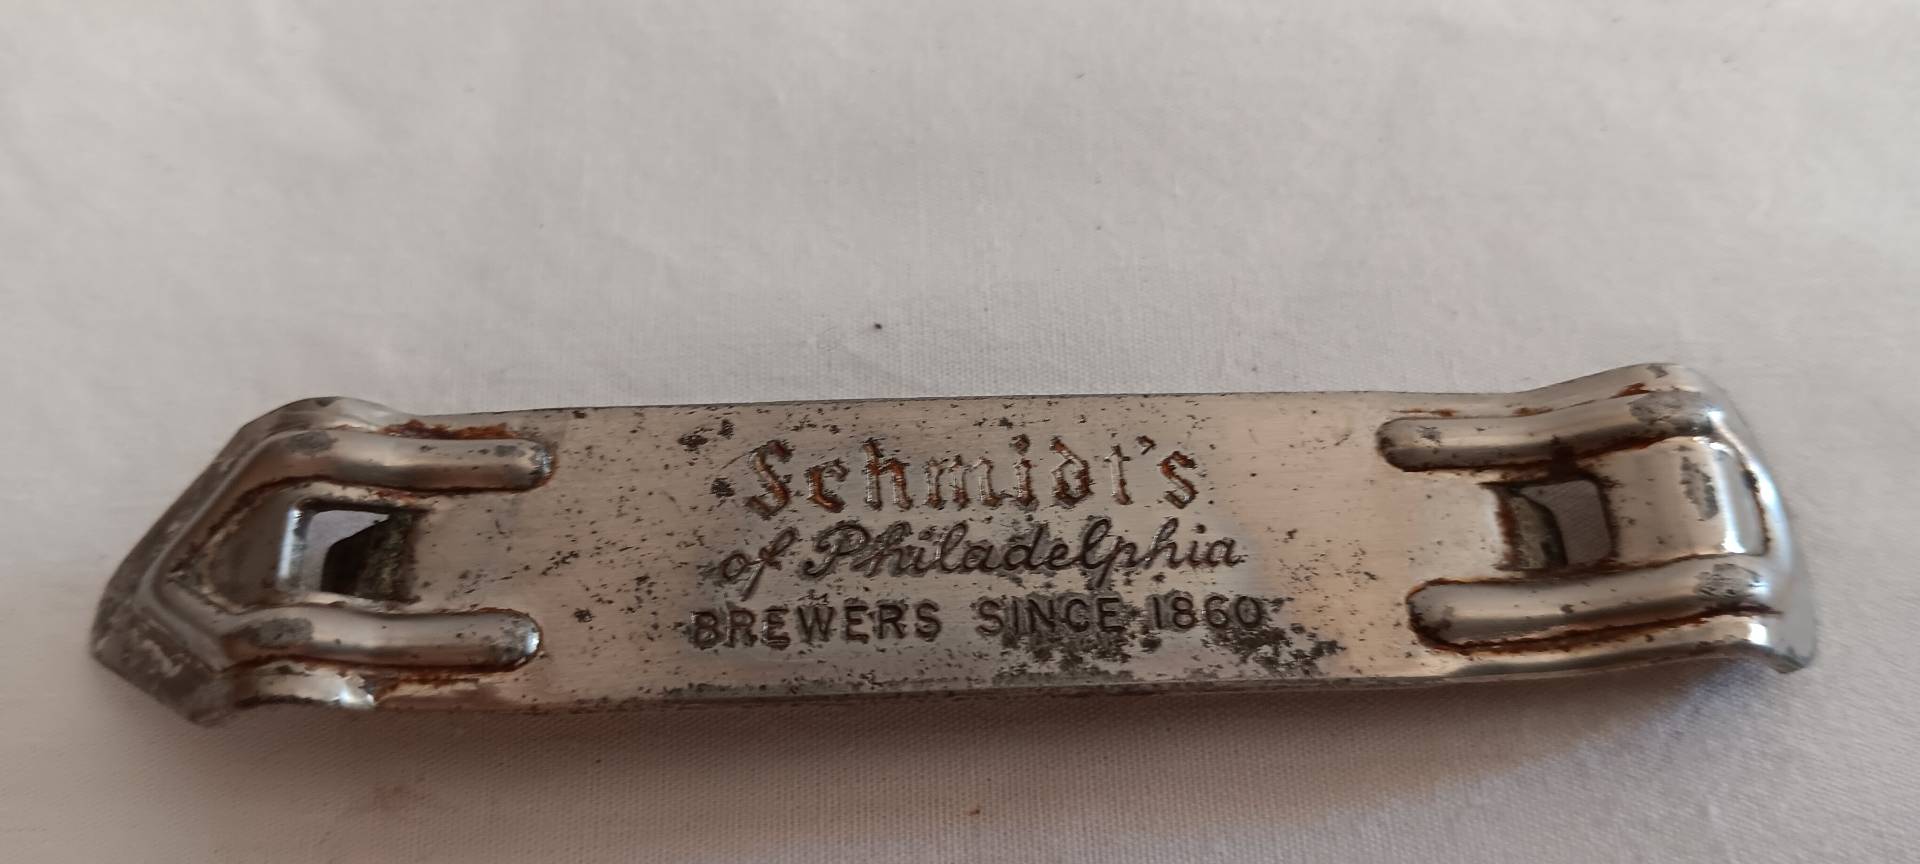 Schmidt's
of Philadelphia
BREWERS SINCE 1860